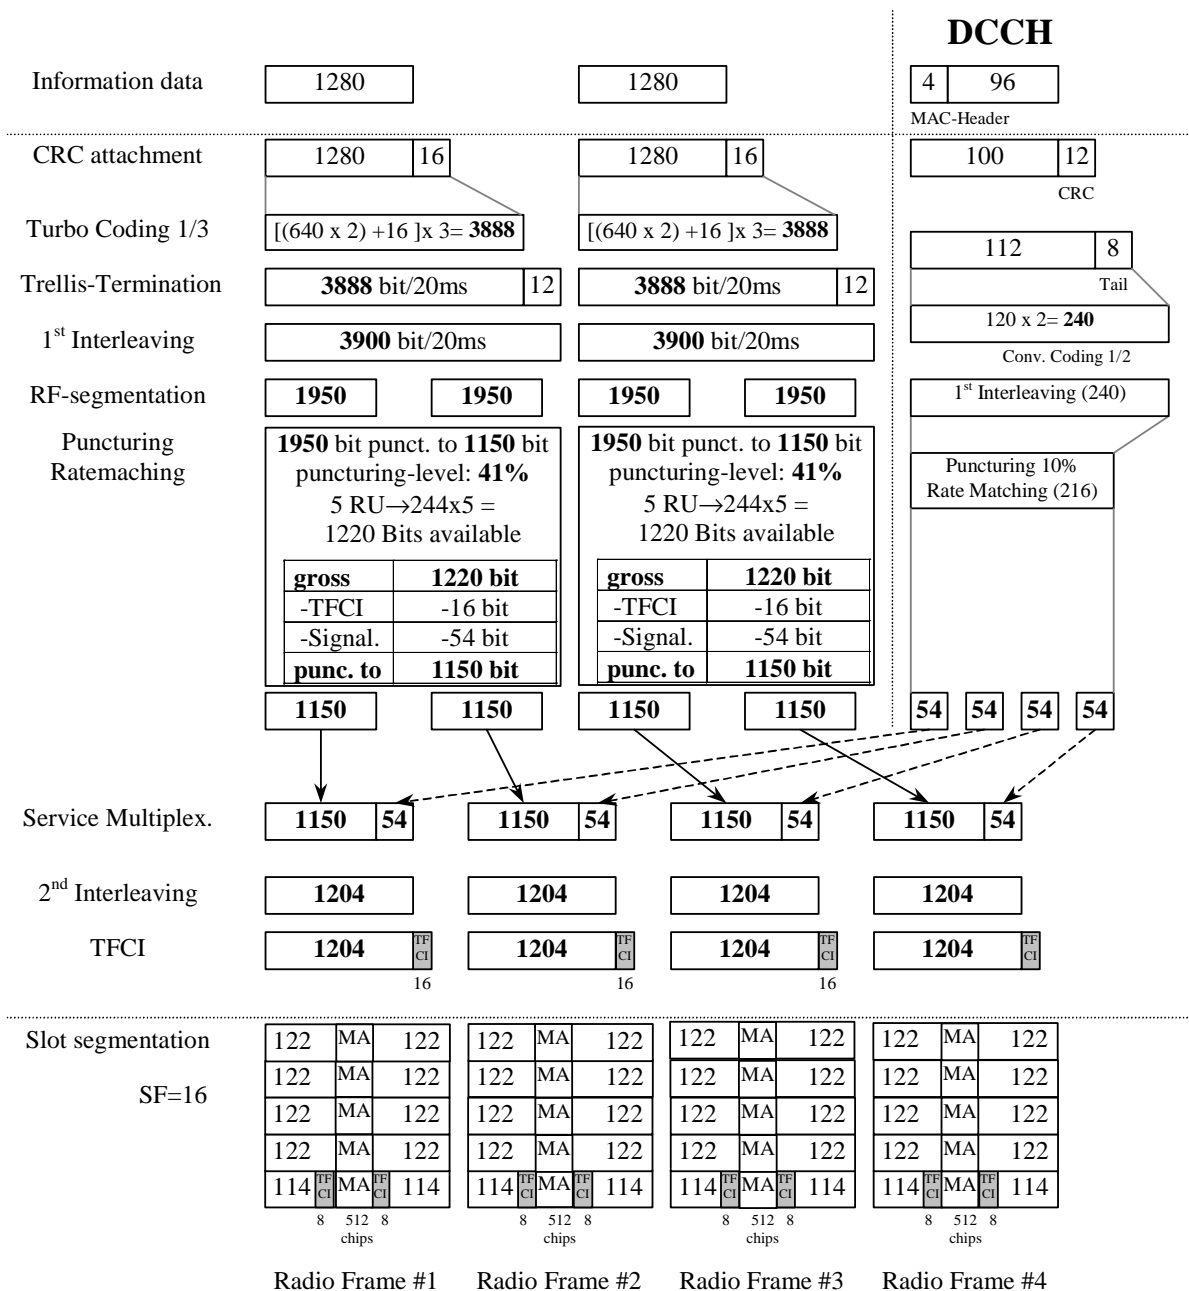 DCCH
Information data 1280 1280 4 96
MAC-Header
CRC attachment 1280 16 1280 16 100 12
CRC
Turbo Coding 1/3 [(640 x 2) +16 ]x 3= 3888 [(640 x 2) +16 ]x 3= 3888
112 8
Tail
Trellis-Termination 3888 bit/20ms 12 3888 bit/20ms 12
120 x 2= 240
1st Interleaving 3900 bit/20ms 3900 bit/20ms
Conv. Coding 1/2
RF-segmentation 1950 1950 1950 1950 1st Interleaving (240)
Puncturing 1950 bit punct. to 1150 bit 1950 bit punct. to 1150 bit
Ratemaching puncturing-level: 41% puncturing-level: 41% Puncturing 10%
5 RU→244x5 = 5 RU→244x5 = Rate Matching (216)
1220 Bits available 1220 Bits available
gross 1220 bit gross 1220 bit
-TFCI -16 bit -TFCI -16 bit
-Signal. -54 bit -Signal. -54 bit
punc. to 1150 bit punc. to 1150 bit
1150 1150 1150 1150 54 54 54 54
Service Multiplex. 1150 54 1150 54 1150 54 1150 54
2nd Interleaving 1204 1204 1204 1204
TFCI 1204 TF CI 1204 TF CI 1204 TF CI 1204 TF CI
16 16 16
Slot segmentation 122 MA 122 122 MA 122 122 MA 122 122 MA 122
SF=16 122 MA 122 122 MA 122 122 MA 122 122 MA 122
122 MA 122 122 MA 122 122 MA 122 122 MA 122
122 MA 122 122 MA 122 122 MA 122 122 MA 122
114 TF CI MA TF CI 114 114 TF CI MA TF CI 114 114 TF CI MA TF CI 114 114 TF CI MA TF CI 114
8 512 8 8 512 8 8 512 8 8 512 8
chips chips chips chips
Radio Frame #1 Radio Frame #2 Radio Frame #3 Radio Frame #4